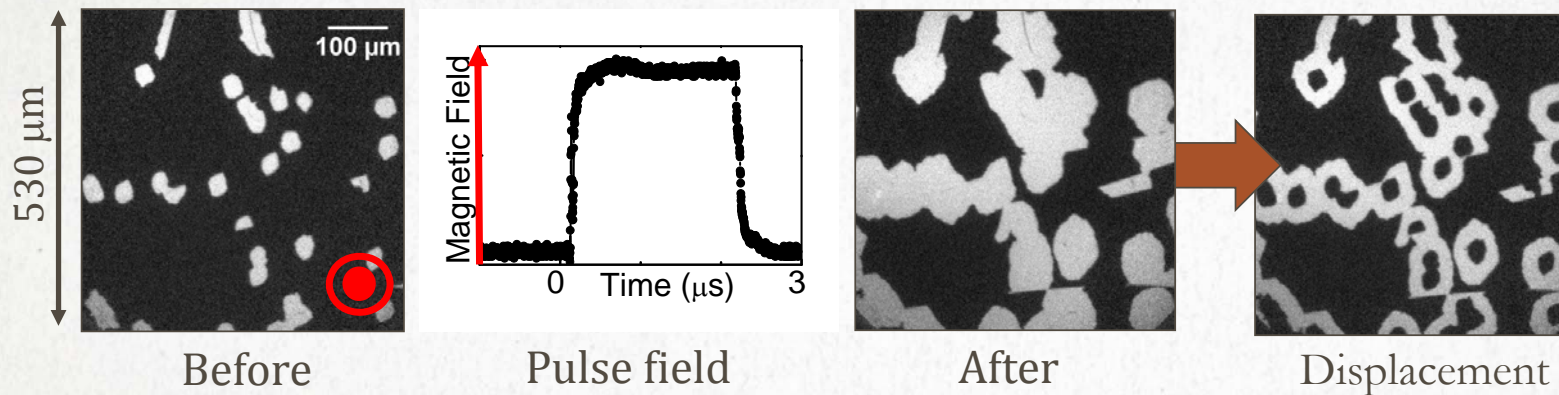 530 μm
100 μm
Magnetic Field
0
Time (μs)
3
Before
Pulse field
After
Displacement